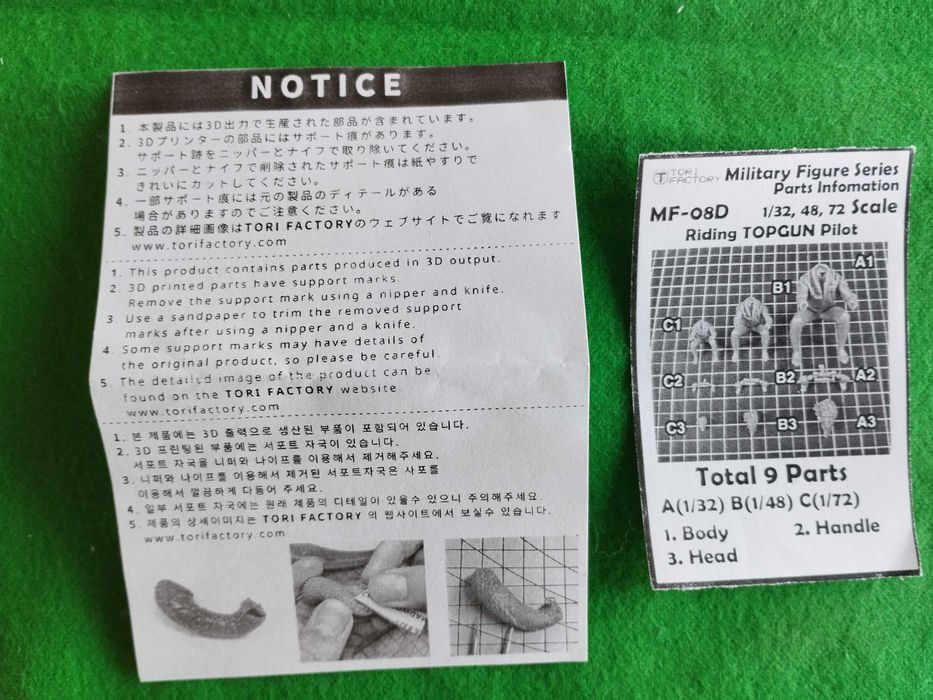 NOTICE
1. 本製品には3D出力で生産された部品が含まれています。
2. 3Dプリンターの部品にはサポート痕があります。
サポート跡をニッパーとナイフで取り除いてください。
3. ニッパーとナイフで削除されたサポート痕は紙やすりで
きれいにカットしてください。
4. 一部サポート痕には元の製品のディテールがある
場合がありますのでご注意ください。
5. 製品の詳細画像はTORI FACTORYのウェブサイトでご覧になれます
www.torifactory.com
1. This product contains parts produced in 3D output.
2. 3D printed parts have support marks.
Remove the support mark using a nipper and knife.
3. Use a sandpaper to trim the removed support
marks after using a nipper and a knife.
4. Some support marks may have details of
the original product, so please be careful.
5. The detailed image of the product can be
found on the TORI FACTORY website.
www.torifactory.com
1. 본 제품에는 3D 출력으로 생산된 부품이 포함되어 있습니다.
2. 3D 프린팅된 부품에는 서포트 자국이 있습니다.
서포트 자국을 니퍼와 나이프를 이용해서 제거해주세요.
3. 니퍼와 나이프를 이용해서 제거된 서포트자국은 사포를
이용해서 깔끔하게 다듬어 주세요.
4. 일부 서포트 자국에는 원래 제품의 디테일이 있을수 있으니 주의해주세요.
5. 제품의 상세이미지는 TORI FACTORY 의 웹사이트에서 보실수 있습니다.
www.torifactory.com
TORI
FACTORY
Military Figure Series
Parts Infomation
MF-08D 1/32, 48, 72 Scale
Riding TOPGUN Pilot
A1
B1
C1
C2 B2 A2
C3 B3 A3
Total 9 Parts
A(1/32) B(1/48) C(1/72)
1. Body 2. Handle
3. Head